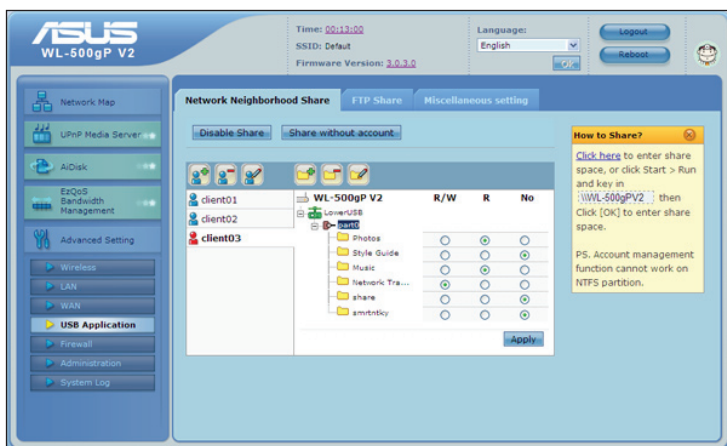 ASUS
WL-500gP V2
Time: 00:13:00
SSID: Default
Firmware Version: 3.0.3.0
Language:
English
OK
Logout
Reboot
Network Map
UPnP Media Server
AiDisk
EzQoS
Bandwidth
Management
Advanced Setting
Wireless
LAN
WAN
USB Application
Firewall
Administration
System Log
Network Neighborhood Share
FTP Share
Miscellaneous setting
Disable Share
Share without account
client01
client02
client03
WL-500gP V2 R/W R No
LowerUSB
part0
Photos
Style Guide
Music
Network Tra...
share
smrtntky
Apply
How to Share?
Click here to enter share
space, or click Start > Run
and key in
\\WL-500gPV2 then
Click [OK] to enter share
space.
PS. Account management
function cannot work on
NTFS partition.